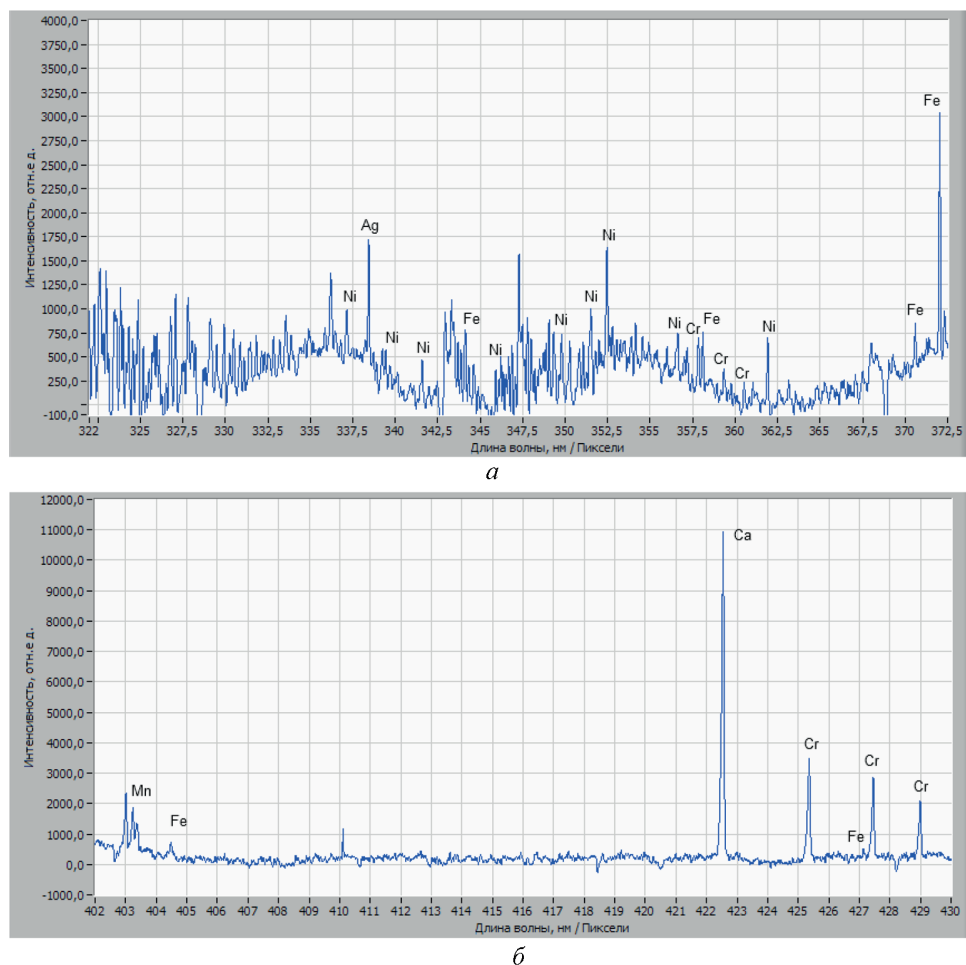 4000,0
3750,0
3500,0
3250,0
3000,0
2750,0
2500,0
2250,0
2000,0
1750,0
1500,0
1250,0
1000,0
750,0
500,0
250,0
-100,0
Интенсивность, отн.е д.
Fe
Ag
Ni
Ni
Ni
Ni
Fe
Ni
Ni
Ni
Ni
Cr
Fe
Cr
Cr
Ni
Fe
322 325 327,5 330 332,5 335 337,5 340 342,5 345 347,5 350 352,5 355 357,5 360 362,5 365 367,5 370 372,5
Длина волны, нм / Пиксели
а
12000,0
11000,0
10000,0
9000,0
8000,0
7000,0
6000,0
5000,0
4000,0
3000,0
2000,0
1000,0
0,0
-1000,0
Интенсивность, отн.е д.
Ca
Cr
Cr
Cr
Mn
Fe
Fe
402 403 404 405 406 407 408 409 410 411 412 413 414 415 416 417 418 419 420 421 422 423 424 425 426 427 428 429 430
Длина волны, нм / Пиксели
б